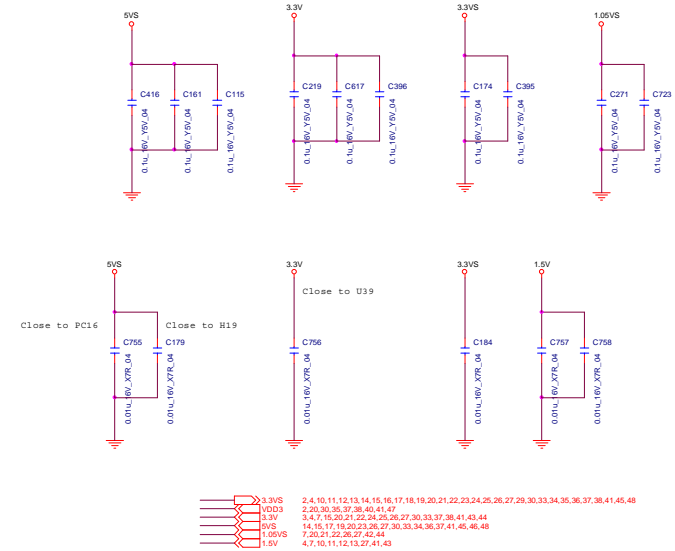 5VS 3.3V 3.3VS 1.05VS
C416 C161 C115 C219 C617 C396 C174 C395 C271 C723
0.1u_16V_Y5V_04 0.1u_16V_Y5V_04 0.1u_16V_Y5V_04 0.1u_16V_Y5V_04 0.1u_16V_Y5V_04 0.1u_16V_Y5V_04 0.1u_16V_Y5V_04 0.1u_16V_Y5V_04 0.1u_16V_Y5V_04 0.1u_16V_Y5V_04
5VS 3.3V 3.3VS 1.5V
Close to U39
Close to PC16 Close to H19
C755 C179 C756 C184 C757 C758
0.01u_16V_X7R_04 0.01u_16V_X7R_04 0.01u_16V_X7R_04 0.01u_16V_X7R_04 0.01u_16V_X7R_04 0.01u_16V_X7R_04
3.3VS 2,4,10,11,12,13,14,15,16,17,18,19,20,21,22,23,24,25,26,27,29,30,33,34,35,36,37,38,41,45,48
VDD3 2,20,30,35,37,38,40,41,47
3.3V 3,4,7,15,20,21,22,24,25,26,27,30,33,37,38,41,43,44
5VS 14,15,17,19,20,23,26,27,30,33,34,36,37,41,45,46,48
1.05VS 7,20,21,22,26,27,42,44
1.5V 4,7,10,11,12,13,27,41,43